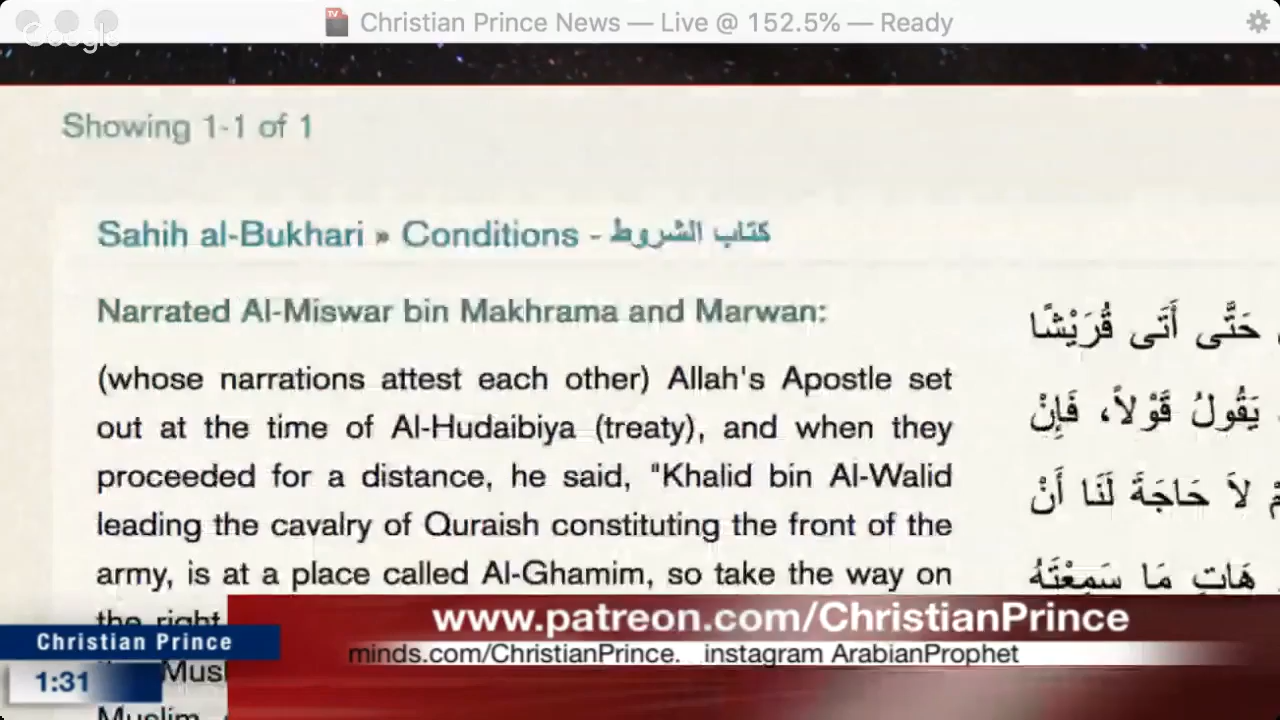 Christian Prince News — Live @ 152.5% — Ready
Google
Showing 1-1 of 1
Sahih al-Bukhari » Conditions - كتاب الشروط
Narrated Al-Miswar bin Makhrama and Marwan:
(whose narrations attest each other) Allah's Apostle set
out at the time of Al-Hudaibiya (treaty), and when they
proceeded for a distance, he said, "Khalid bin Al-Walid
leading the cavalry of Quraish constituting the front of the
army, is at a place called Al-Ghamim, so take the way on
the right
Muslim
حَتَّى أَتَى قُرَيْشًا
يَقُولُ قَوْلاً، فَإِنْ
لاَ حَاجَةَ لَنَا أَنْ
هَاتِ مَا سَمِعْتَهُ
www.patreon.com/ChristianPrince
Christian Prince
minds.com/ChristianPrince. instagram ArabianProphet
1:31